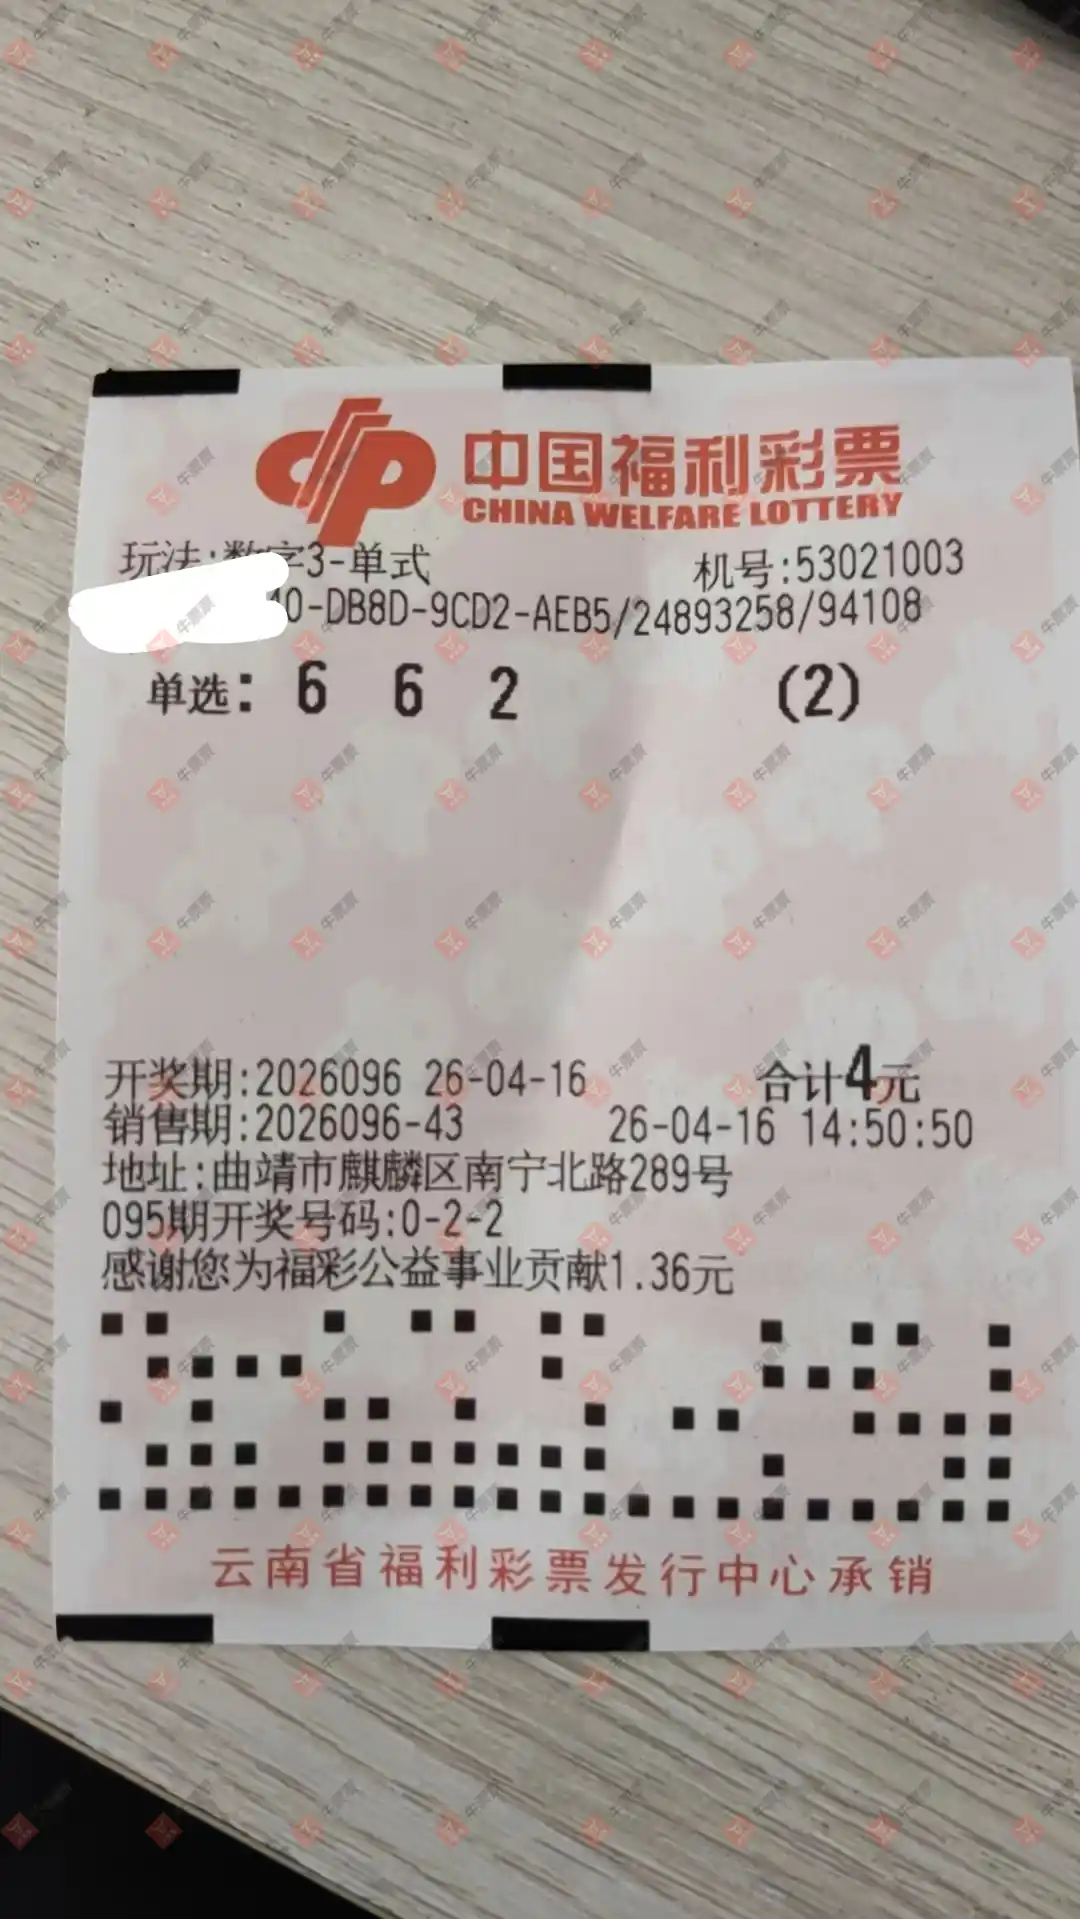 中国福利彩票
CHINA WELFARE LOTTERY
玩法:数字3-单式 机号:53021003
0-DB8D-9CD2-AEB5/24893258/94108
单选: 6 6 2 (2)
开奖期:2026096 26-04-16 合计4元
销售期:2026096-43 26-04-16 14:50:50
地址:曲靖市麒麟区南宁北路289号
095期开奖号码:0-2-2
感谢您为福彩公益事业贡献1.36元
云南省福利彩票发行中心承销
牛票票